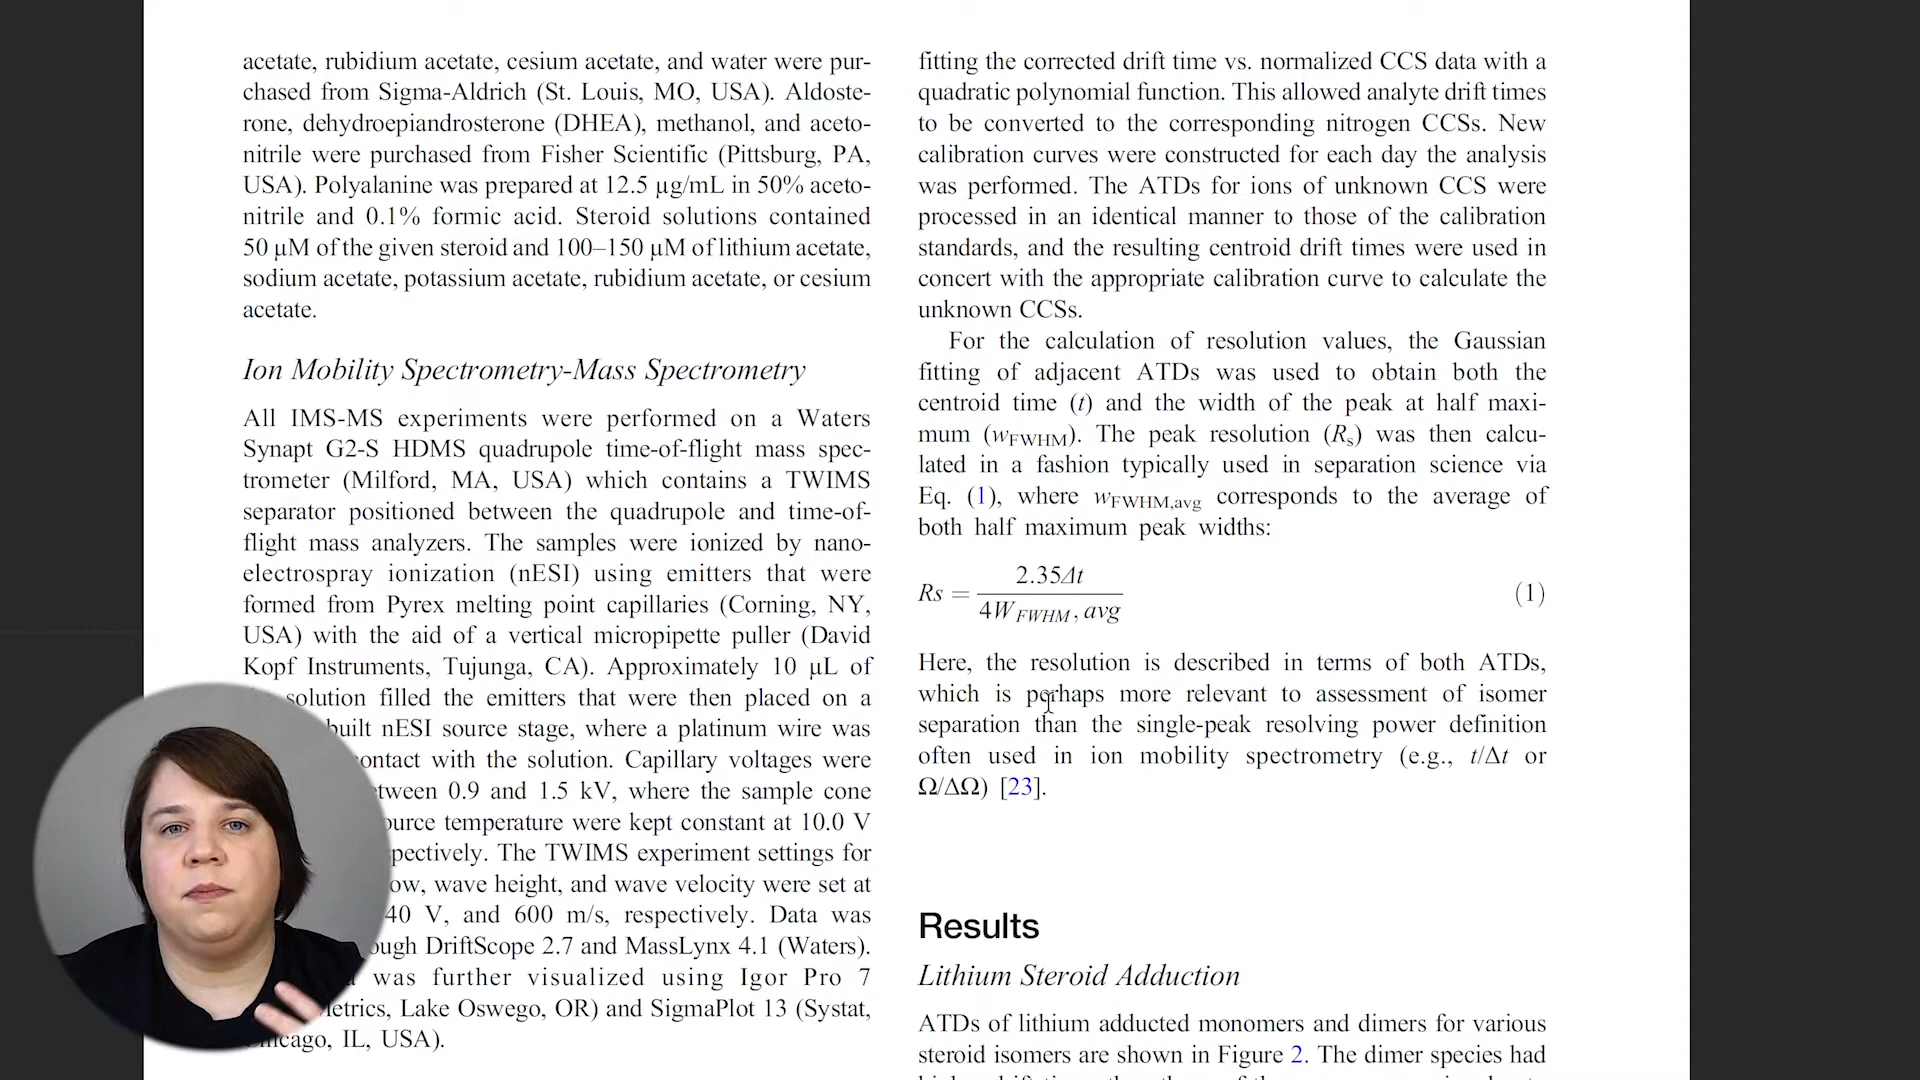 acetate, rubidium acetate, cesium acetate, and water were pur-
chased from Sigma-Aldrich (St. Louis, MO, USA). Aldoste-
rone, dehydroepiandrosterone (DHEA), methanol, and aceto-
nitrile were purchased from Fisher Scientific (Pittsburg, PA,
USA). Polyalanine was prepared at 12.5 μg/mL in 50% aceto-
nitrile and 0.1% formic acid. Steroid solutions contained
50 μM of the given steroid and 100–150 μM of lithium acetate,
sodium acetate, potassium acetate, rubidium acetate, or cesium
acetate.
Ion Mobility Spectrometry-Mass Spectrometry
All IMS-MS experiments were performed on a Waters
Synapt G2-S HDMS quadrupole time-of-flight mass spec-
trometer (Milford, MA, USA) which contains a TWIMS
separator positioned between the quadrupole and time-of-
flight mass analyzers. The samples were ionized by nano-
electrospray ionization (nESI) using emitters that were
formed from Pyrex melting point capillaries (Corning, NY,
USA) with the aid of a vertical micropipette puller (David
Kopf Instruments, Tujunga, CA). Approximately 10 μL of
solution filled the emitters that were then placed on a
built nESI source stage, where a platinum wire was
contact with the solution. Capillary voltages were
between 0.9 and 1.5 kV, where the sample cone
source temperature were kept constant at 10.0 V
respectively. The TWIMS experiment settings for
flow, wave height, and wave velocity were set at
40 V, and 600 m/s, respectively. Data was
through DriftScope 2.7 and MassLynx 4.1 (Waters).
was further visualized using Igor Pro 7
Lake Oswego, OR) and SigmaPlot 13 (Systat,
Chicago, IL, USA).
fitting the corrected drift time vs. normalized CCS data with a
quadratic polynomial function. This allowed analyte drift times
to be converted to the corresponding nitrogen CCSs. New
calibration curves were constructed for each day the analysis
was performed. The ATDs for ions of unknown CCS were
processed in an identical manner to those of the calibration
standards, and the resulting centroid drift times were used in
concert with the appropriate calibration curve to calculate the
unknown CCSs.
For the calculation of resolution values, the Gaussian
fitting of adjacent ATDs was used to obtain both the
centroid time (t) and the width of the peak at half maxi-
mum (wFWHM). The peak resolution (Rs) was then calcu-
lated in a fashion typically used in separation science via
Eq. (1), where wFWHM,avg corresponds to the average of
both half maximum peak widths:
Rs = 2.35Δt / 4W FWHM, avg (1)
Here, the resolution is described in terms of both ATDs,
which is perhaps more relevant to assessment of isomer
separation than the single-peak resolving power definition
often used in ion mobility spectrometry (e.g., t/Δt or
Ω/ΔΩ) [23].
Results
Lithium Steroid Adduction
ATDs of lithium adducted monomers and dimers for various
steroid isomers are shown in Figure 2. The dimer species had